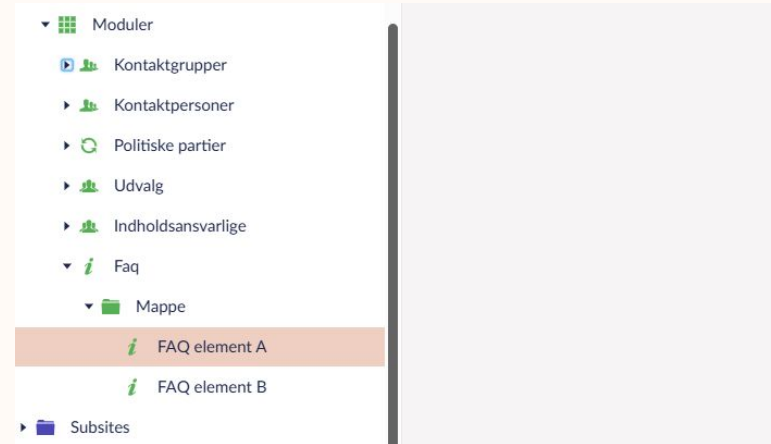 Moduler
Kontaktgrupper
Kontaktpersoner
Politiske partier
Udvalg
Indholdsansvarlige
Faq
Mappe
FAQ element A
FAQ element B
Subsites